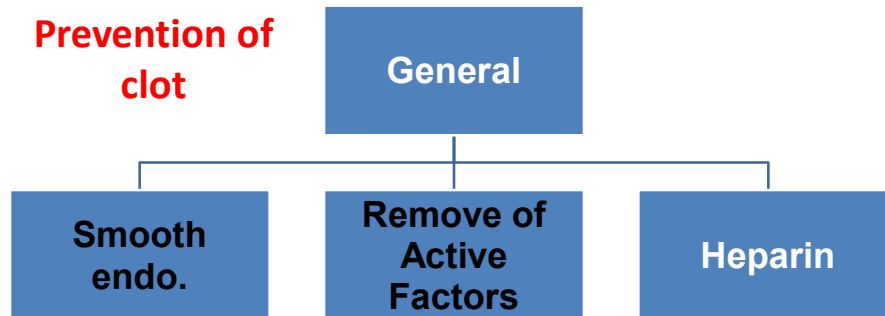 Prevention of
clot
General
Smooth
endo.
Remove of
Active
Factors
Heparin